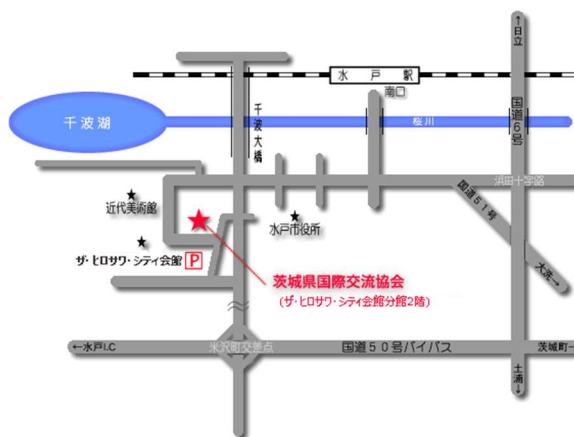 ↑日立
水戸駅
南口
国道6号
千波湖
千波大橋
桜川
浜田十字路
国道51号
★
近代美術館
★
★
水戸市役所
★
ザ・ヒロサワ・シティ会館
P
大洗→
茨城県国際交流協会
(ザ・ヒロサワ・シティ会館分館2階)
←水戸I.C
米沢町交差点
国道50号バイパス
茨城町→
土浦↓